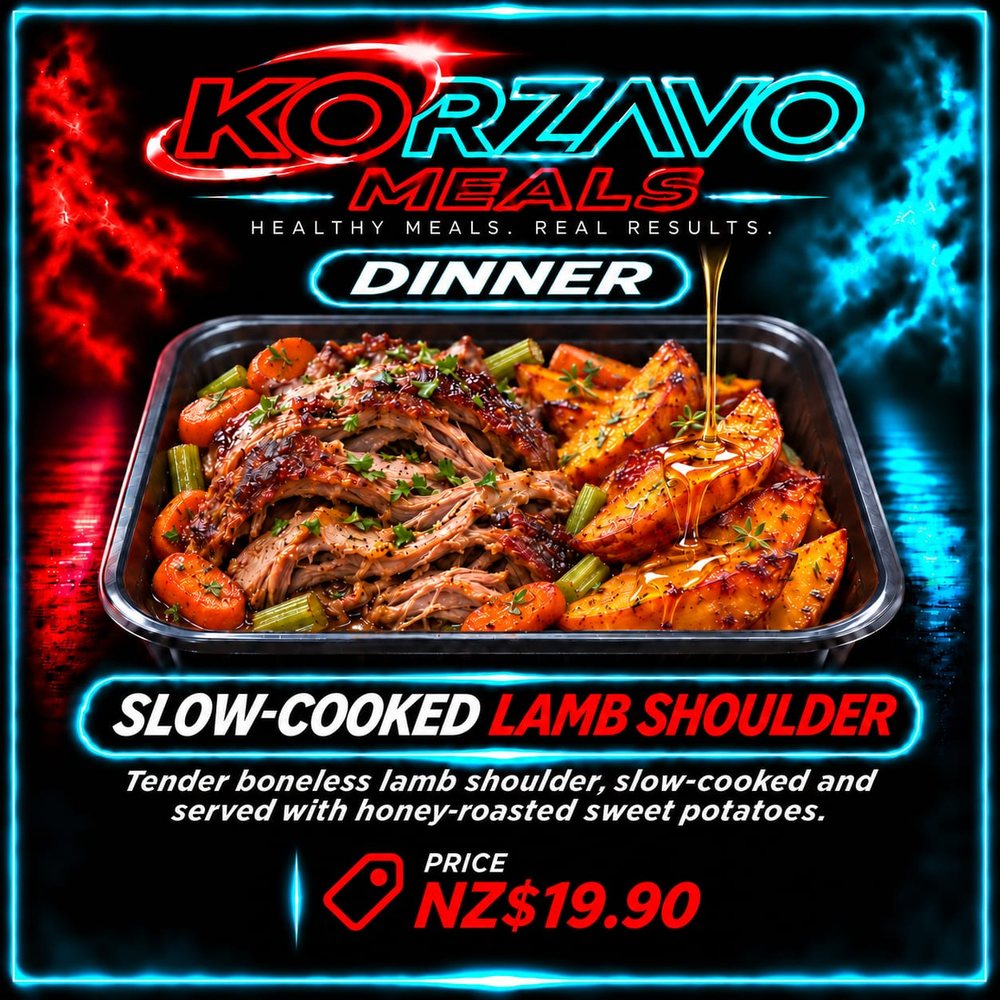 KORZAVO
MEALS
HEALTHY MEALS. REAL RESULTS.
DINNER
SLOW-COOKED LAMB SHOULDER
Tender boneless lamb shoulder, slow-cooked and
served with honey-roasted sweet potatoes.
PRICE
NZ$19.90